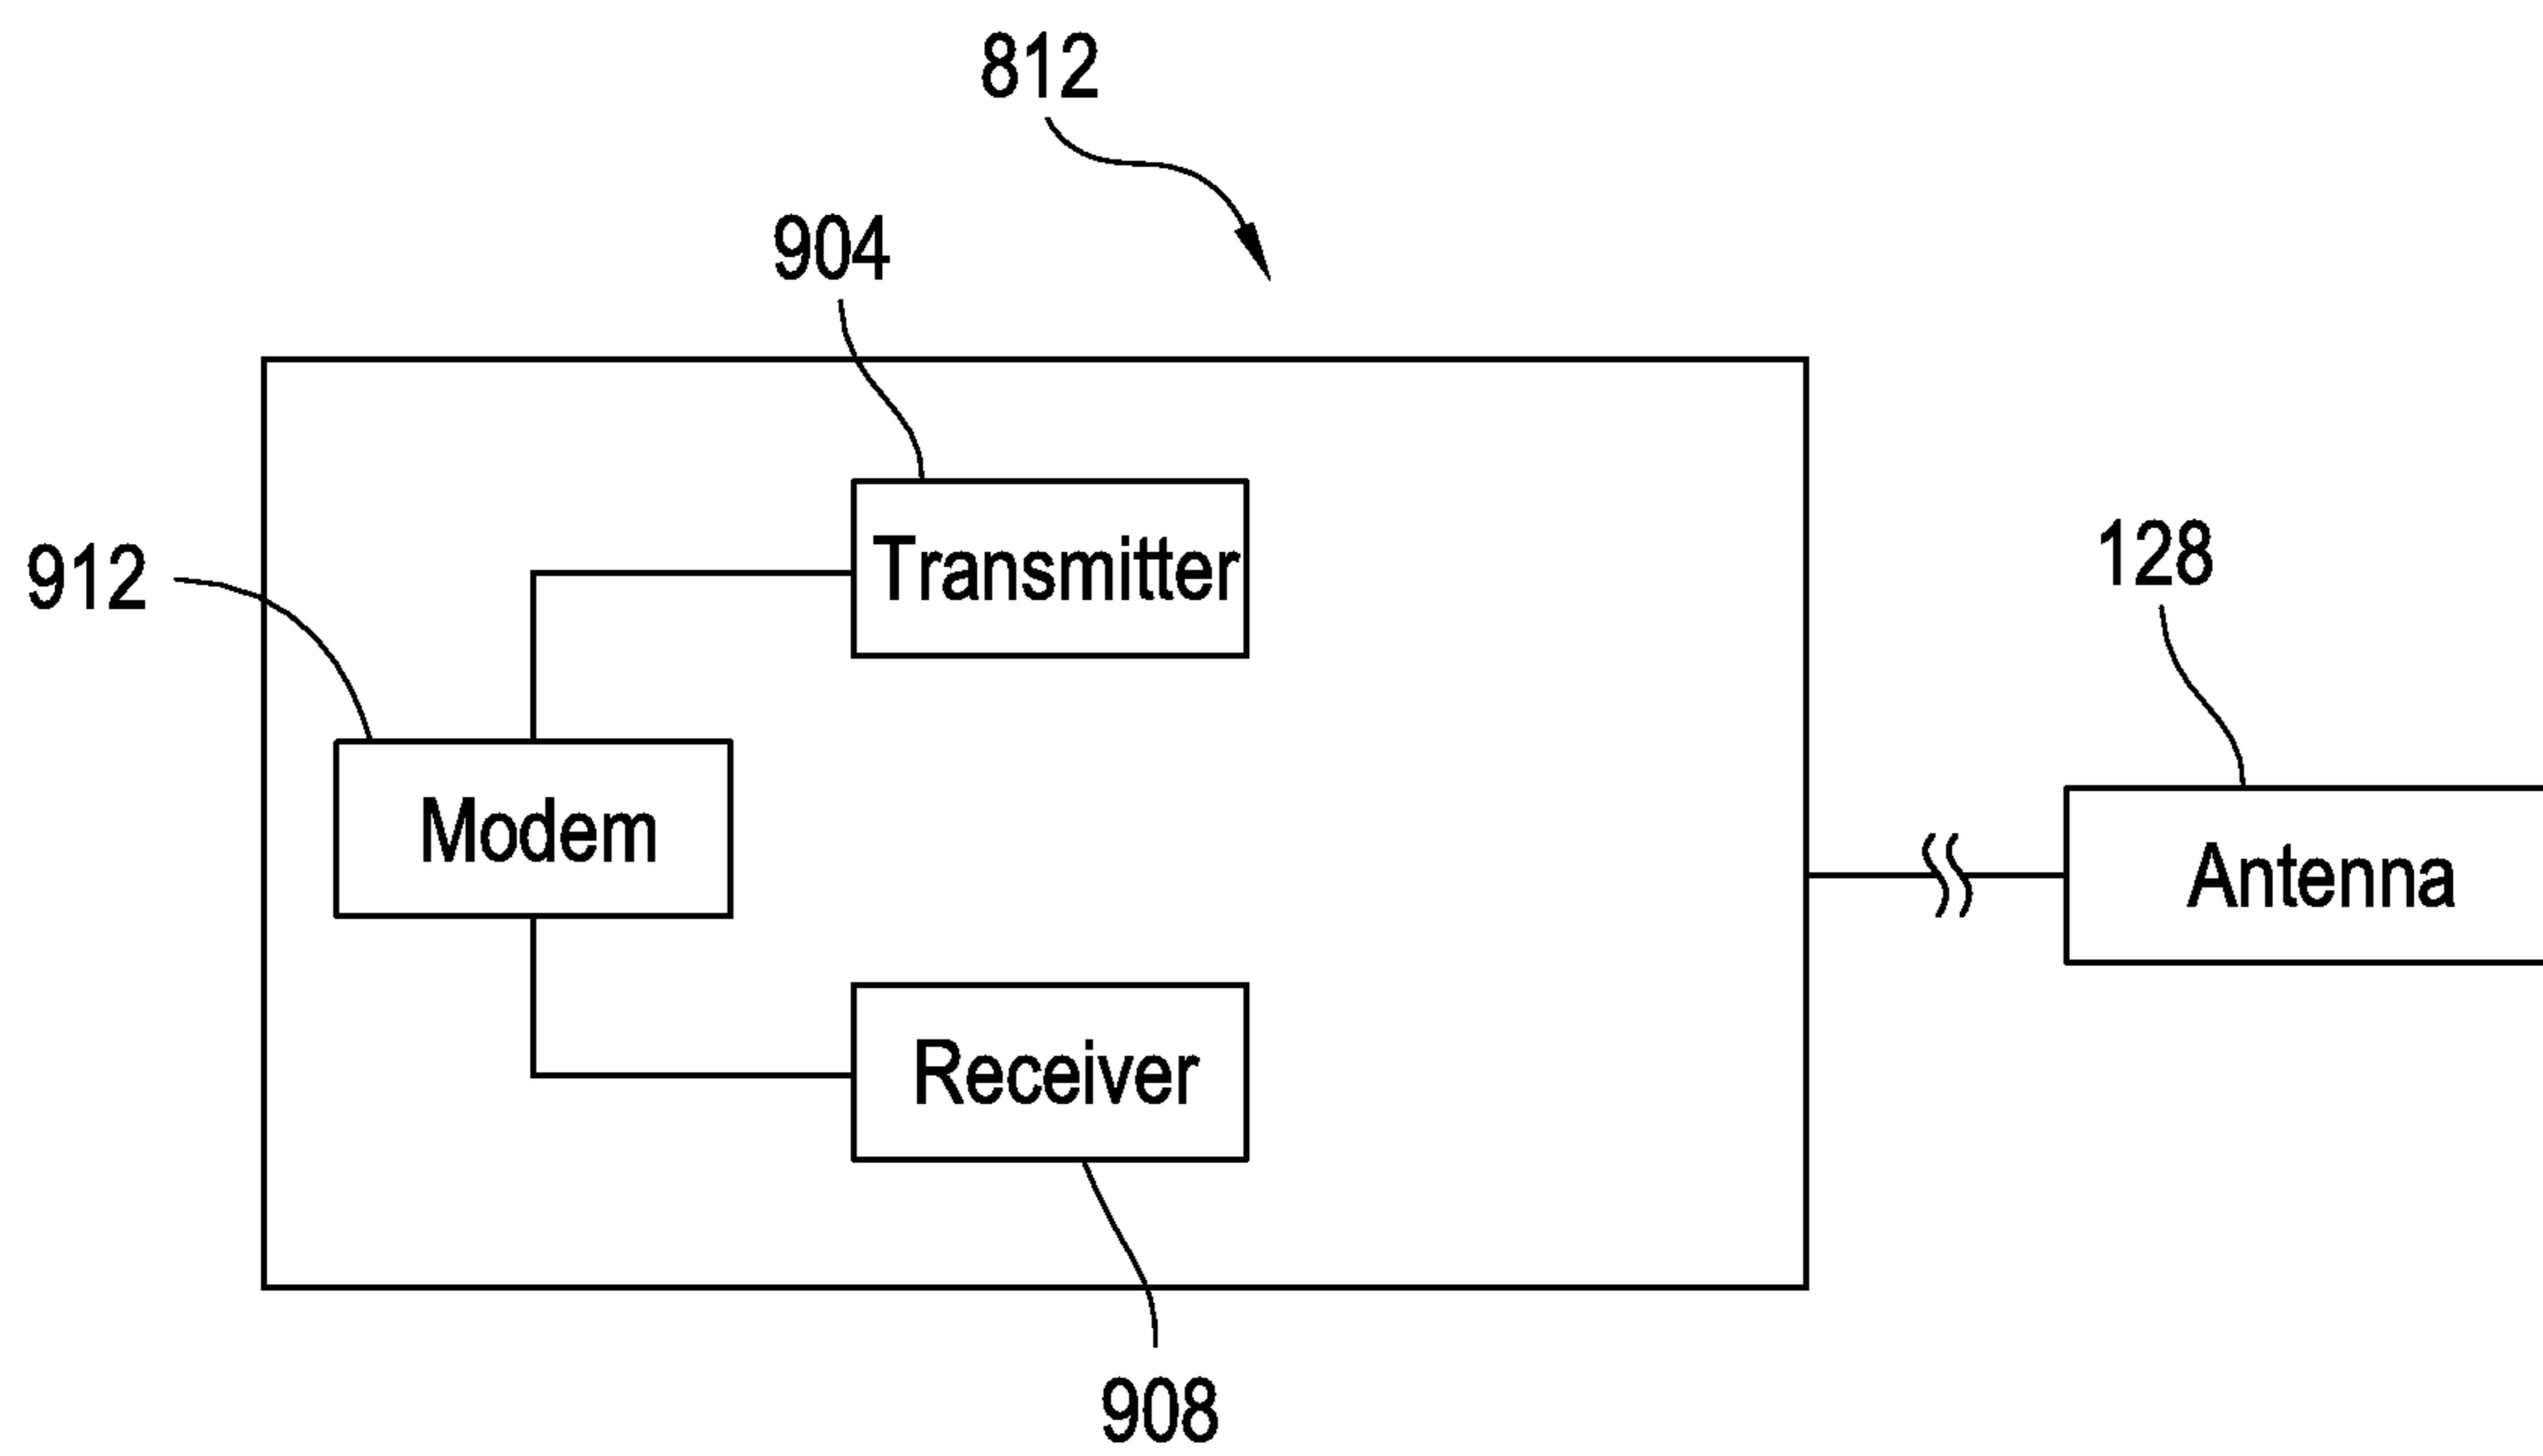 812
904
Transmitter
912
128
Modem
Antenna
Receiver
908